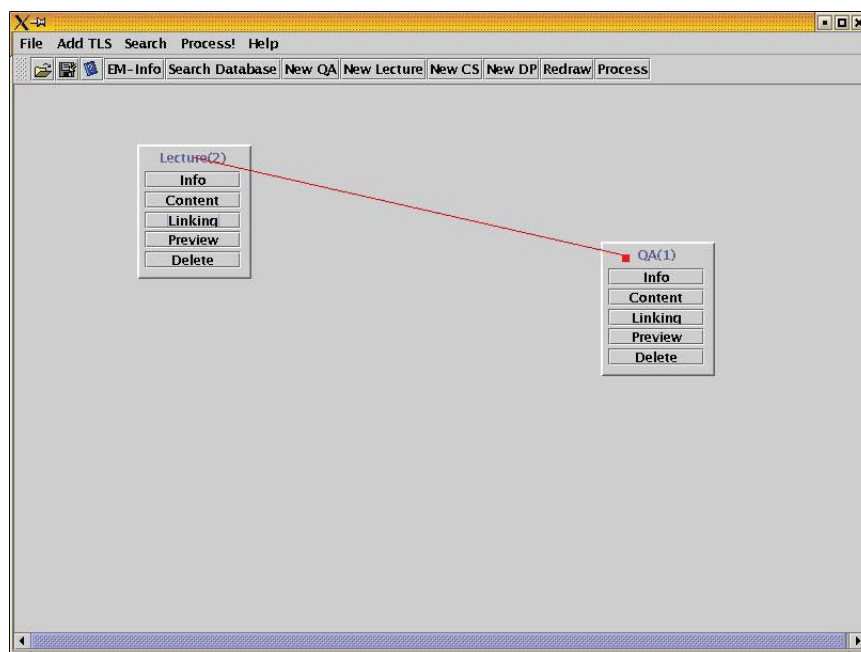 X
File Add TLS Search Process! Help
EM-Info Search Database New QA New Lecture New CS New DP Redraw Process
Lecture(2)
Info
Content
Linking
Preview
Delete
QA(1)
Info
Content
Linking
Preview
Delete